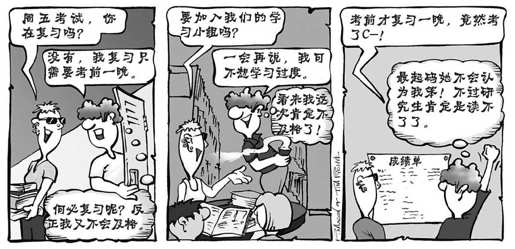 周五考试，你
在复习吗？
没有，我复习只
需要考前一晚。
何必复习呢？反
正我又不会及格
要加入我们的学
习小组吗？
一会再说，我可
不想学习过度。
看来我这
次肯定不
及格了！
考前才复习一晚，竟然考
了C-！
最起码她不会认
为我笨！不过研
究生肯定是读不
了了。
成绩单